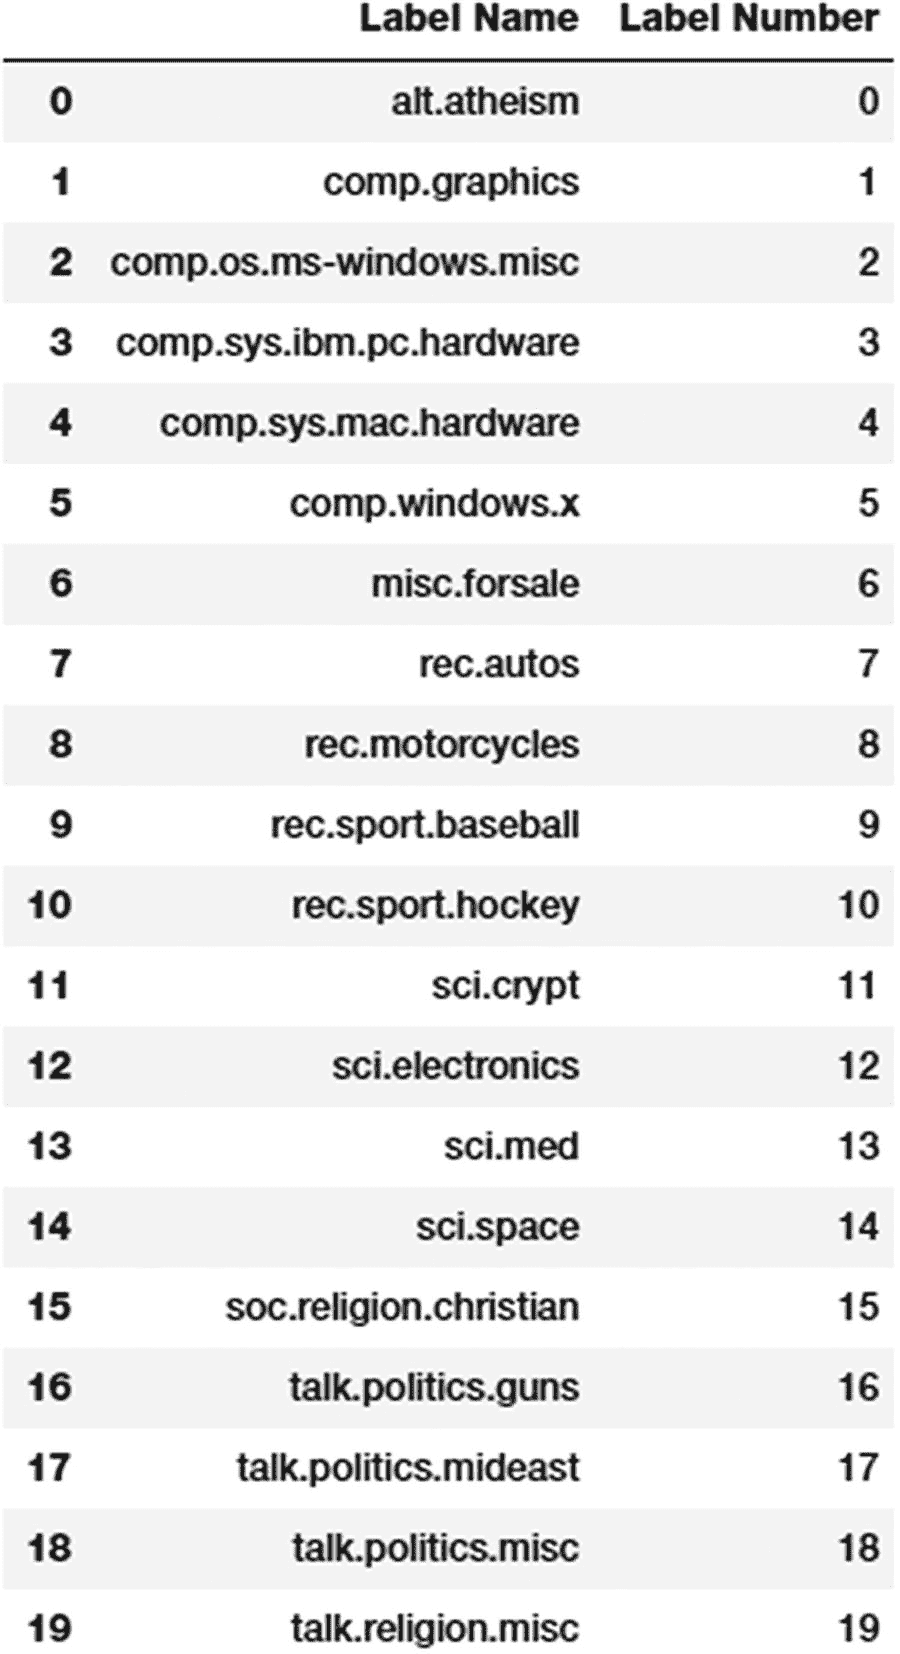 Label Name Label Number
0 alt.atheism 0
1 comp.graphics 1
2 comp.os.ms-windows.misc 2
3 comp.sys.ibm.pc.hardware 3
4 comp.sys.mac.hardware 4
5 comp.windows.x 5
6 misc.forsale 6
7 rec.autos 7
8 rec.motorcycles 8
9 rec.sport.baseball 9
10 rec.sport.hockey 10
11 sci.crypt 11
12 sci.electronics 12
13 sci.med 13
14 sci.space 14
15 soc.religion.christian 15
16 talk.politics.guns 16
17 talk.politics.mideast 17
18 talk.politics.misc 18
19 talk.religion.misc 19